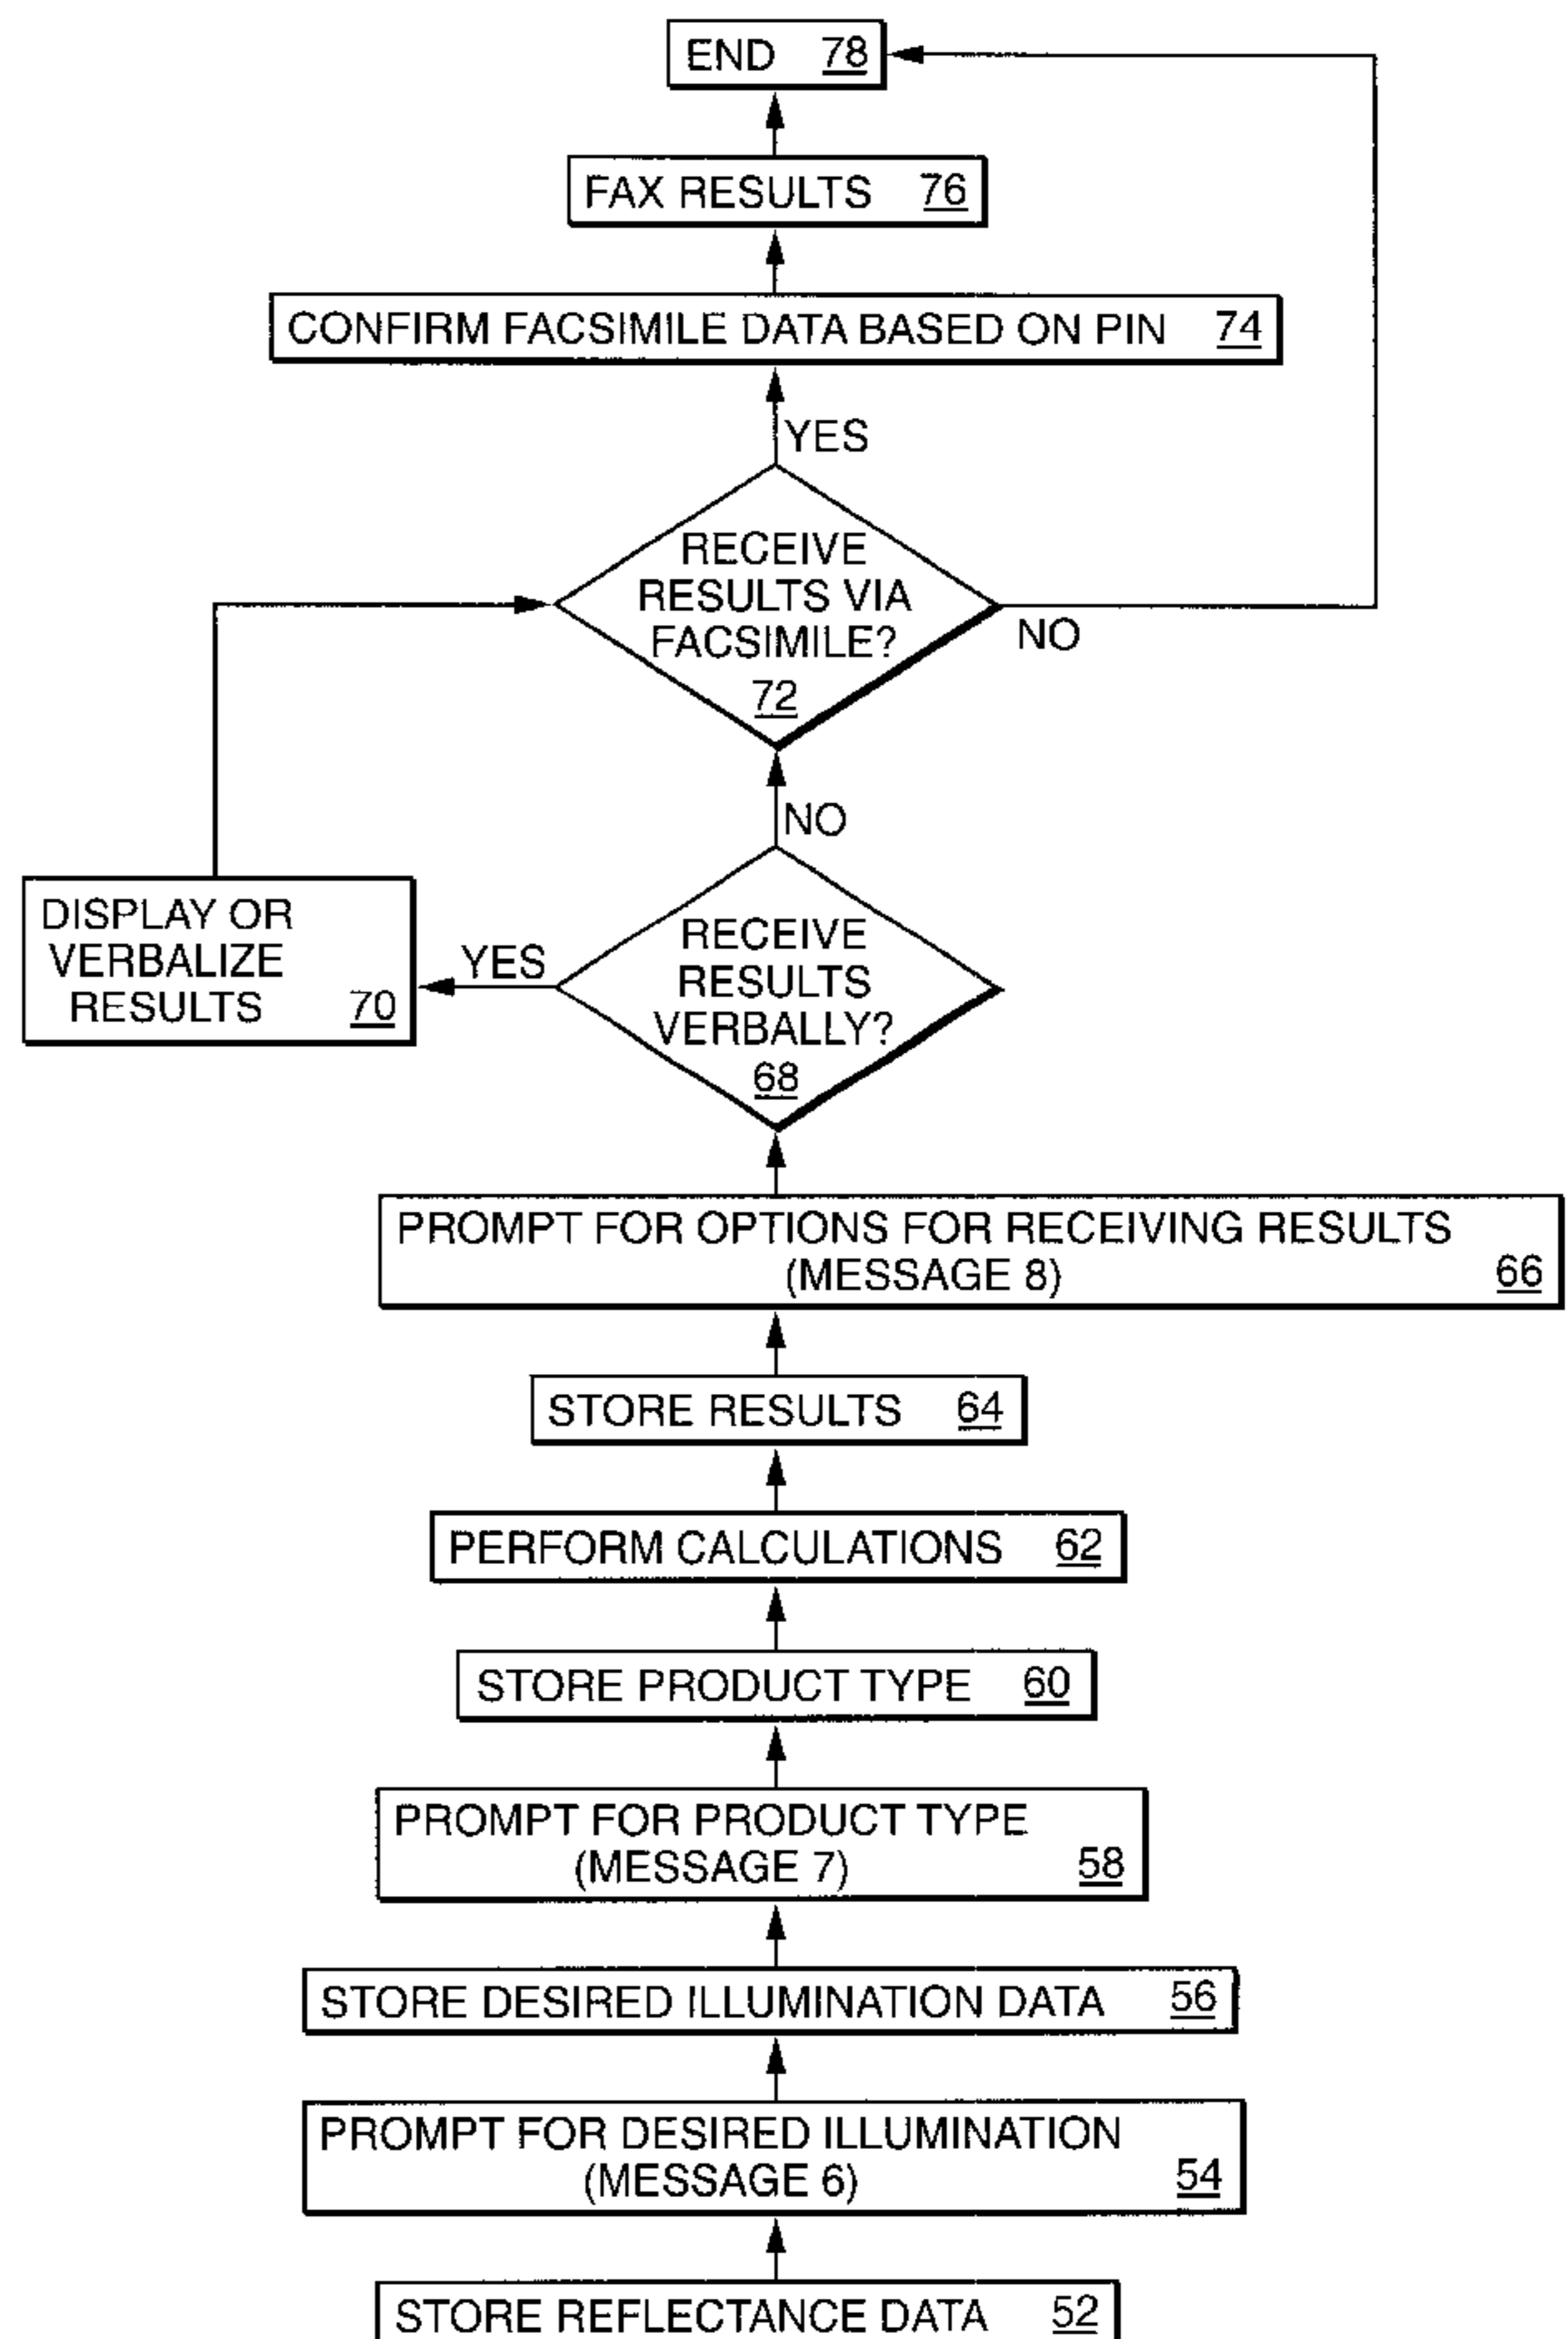 END 78
FAX RESULTS 76
CONFIRM FACSIMILE DATA BASED ON PIN 74
YES
RECEIVE
RESULTS VIA
FACSIMILE?
72
NO
NO
DISPLAY OR
VERBALIZE
RESULTS 70
YES
RECEIVE
RESULTS
VERBALLY?
68
PROMPT FOR OPTIONS FOR RECEIVING RESULTS
(MESSAGE 8) 66
STORE RESULTS 64
PERFORM CALCULATIONS 62
STORE PRODUCT TYPE 60
PROMPT FOR PRODUCT TYPE
(MESSAGE 7) 58
STORE DESIRED ILLUMINATION DATA 56
PROMPT FOR DESIRED ILLUMINATION
(MESSAGE 6) 54
STORE REFLECTANCE DATA 52